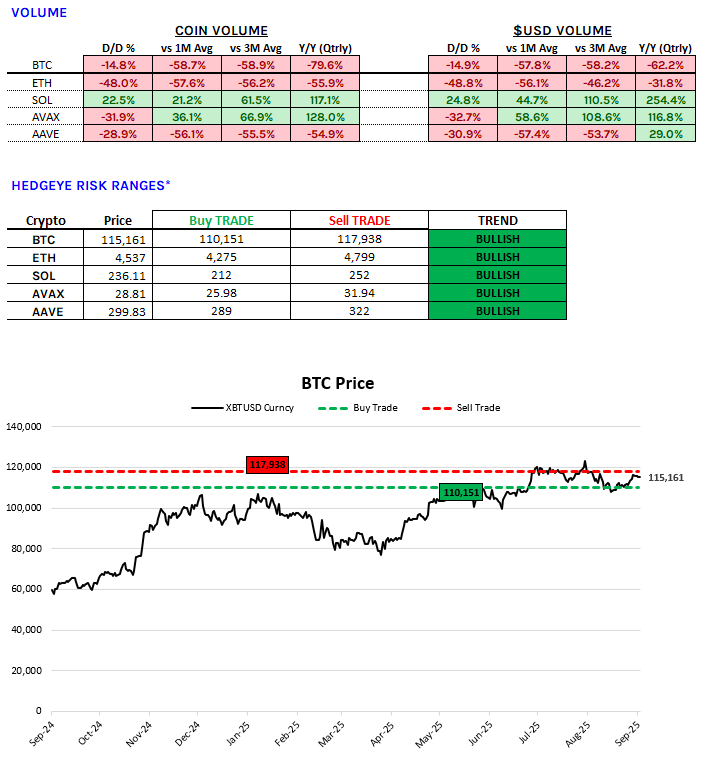 VOLUME
COIN VOLUME $USD VOLUME
D/D % vs 1M Avg vs 3M Avg Y/Y (Qtrly) D/D % vs 1M Avg vs 3M Avg Y/Y (Qtrly)
BTC -14.8% -58.7% -58.9% -79.6% -14.9% -57.8% -58.2% -62.2%
ETH -48.0% -57.6% -56.2% -55.9% -48.8% -56.1% -46.2% -31.8%
SOL 22.5% 21.2% 61.5% 117.1% 24.8% 44.7% 110.5% 254.4%
AVAX -31.9% 36.1% 66.9% 128.0% -32.7% 58.6% 108.6% 116.8%
AAVE -28.9% -56.1% -55.5% -54.9% -30.9% -57.4% -53.7% 29.0%
HEDGEYE RISK RANGES*
Crypto Price Buy TRADE Sell TRADE TREND
BTC 115,161 110,151 117,938 BULLISH
ETH 4,537 4,275 4,799 BULLISH
SOL 236.11 212 252 BULLISH
AVAX 28.81 25.98 31.94 BULLISH
AAVE 299.83 289 322 BULLISH
BTC Price
XBTUSD Curncy Buy Trade Sell Trade
140,000
120,000
100,000
80,000
60,000
40,000
20,000
0
117,938
110,151
115,161
Sep-24 Oct-24 Nov-24 Dec-24 Jan-25 Feb-25 Mar-25 Apr-25 May-25 Jun-25 Jul-25 Aug-25 Sep-25